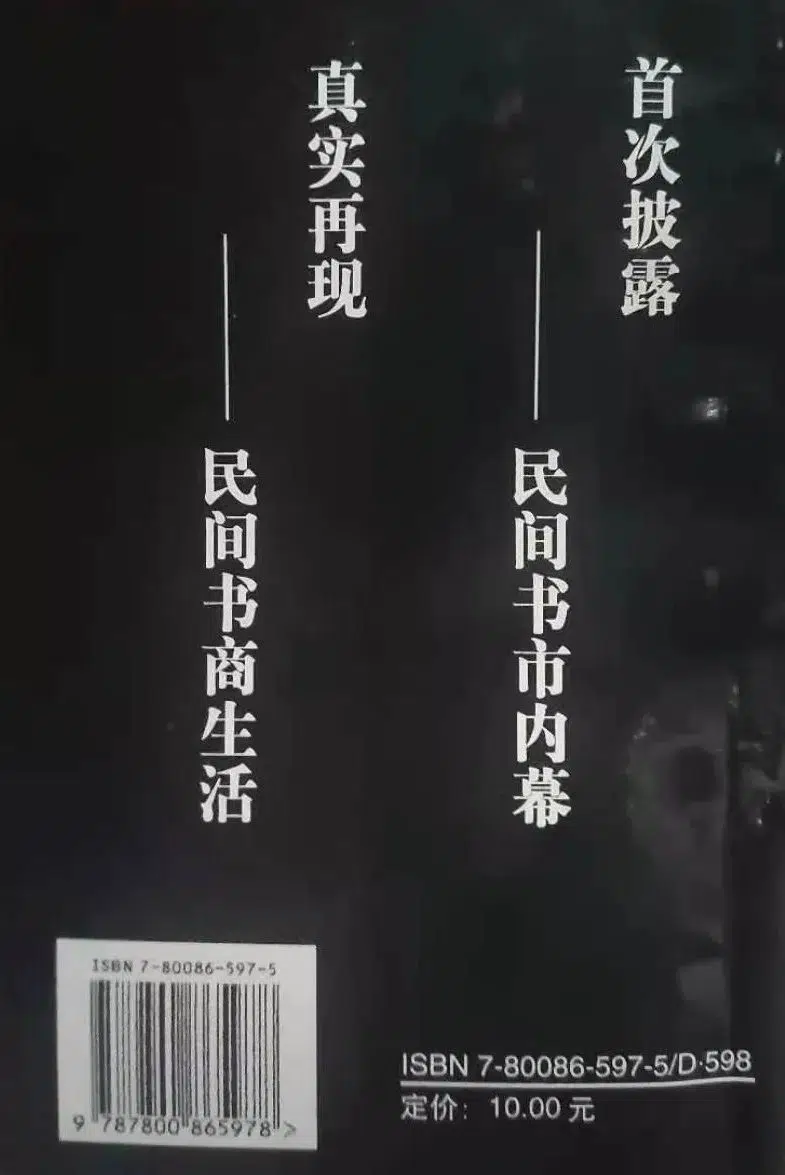 首次披露
——民间书市内幕
真实再现
——民间书商生活
ISBN 7-80086-597-5
9 787800 865978 >
ISBN 7-80086-597-5/D·598
定价：10.00 元